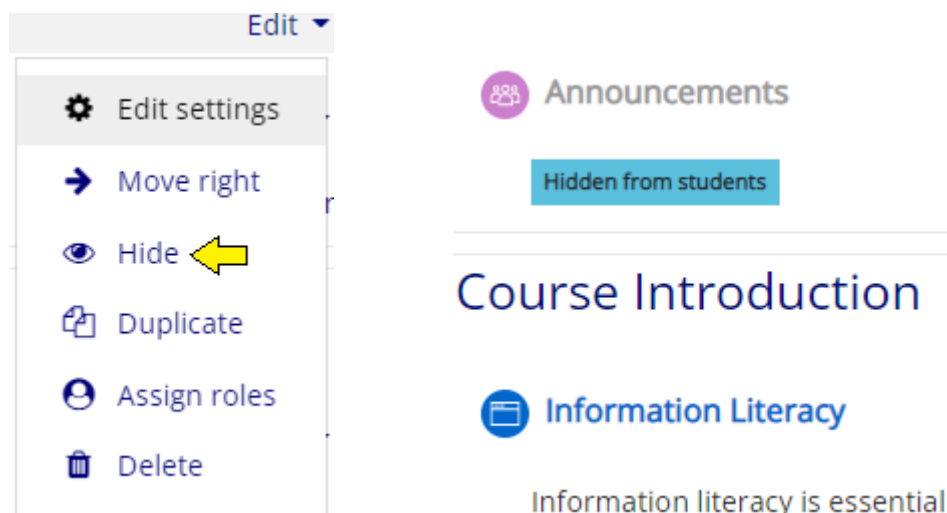 Edit
Edit settings
Move right
Hide
Duplicate
Assign roles
Delete
Announcements
Hidden from students
Course Introduction
Information Literacy
Information literacy is essential